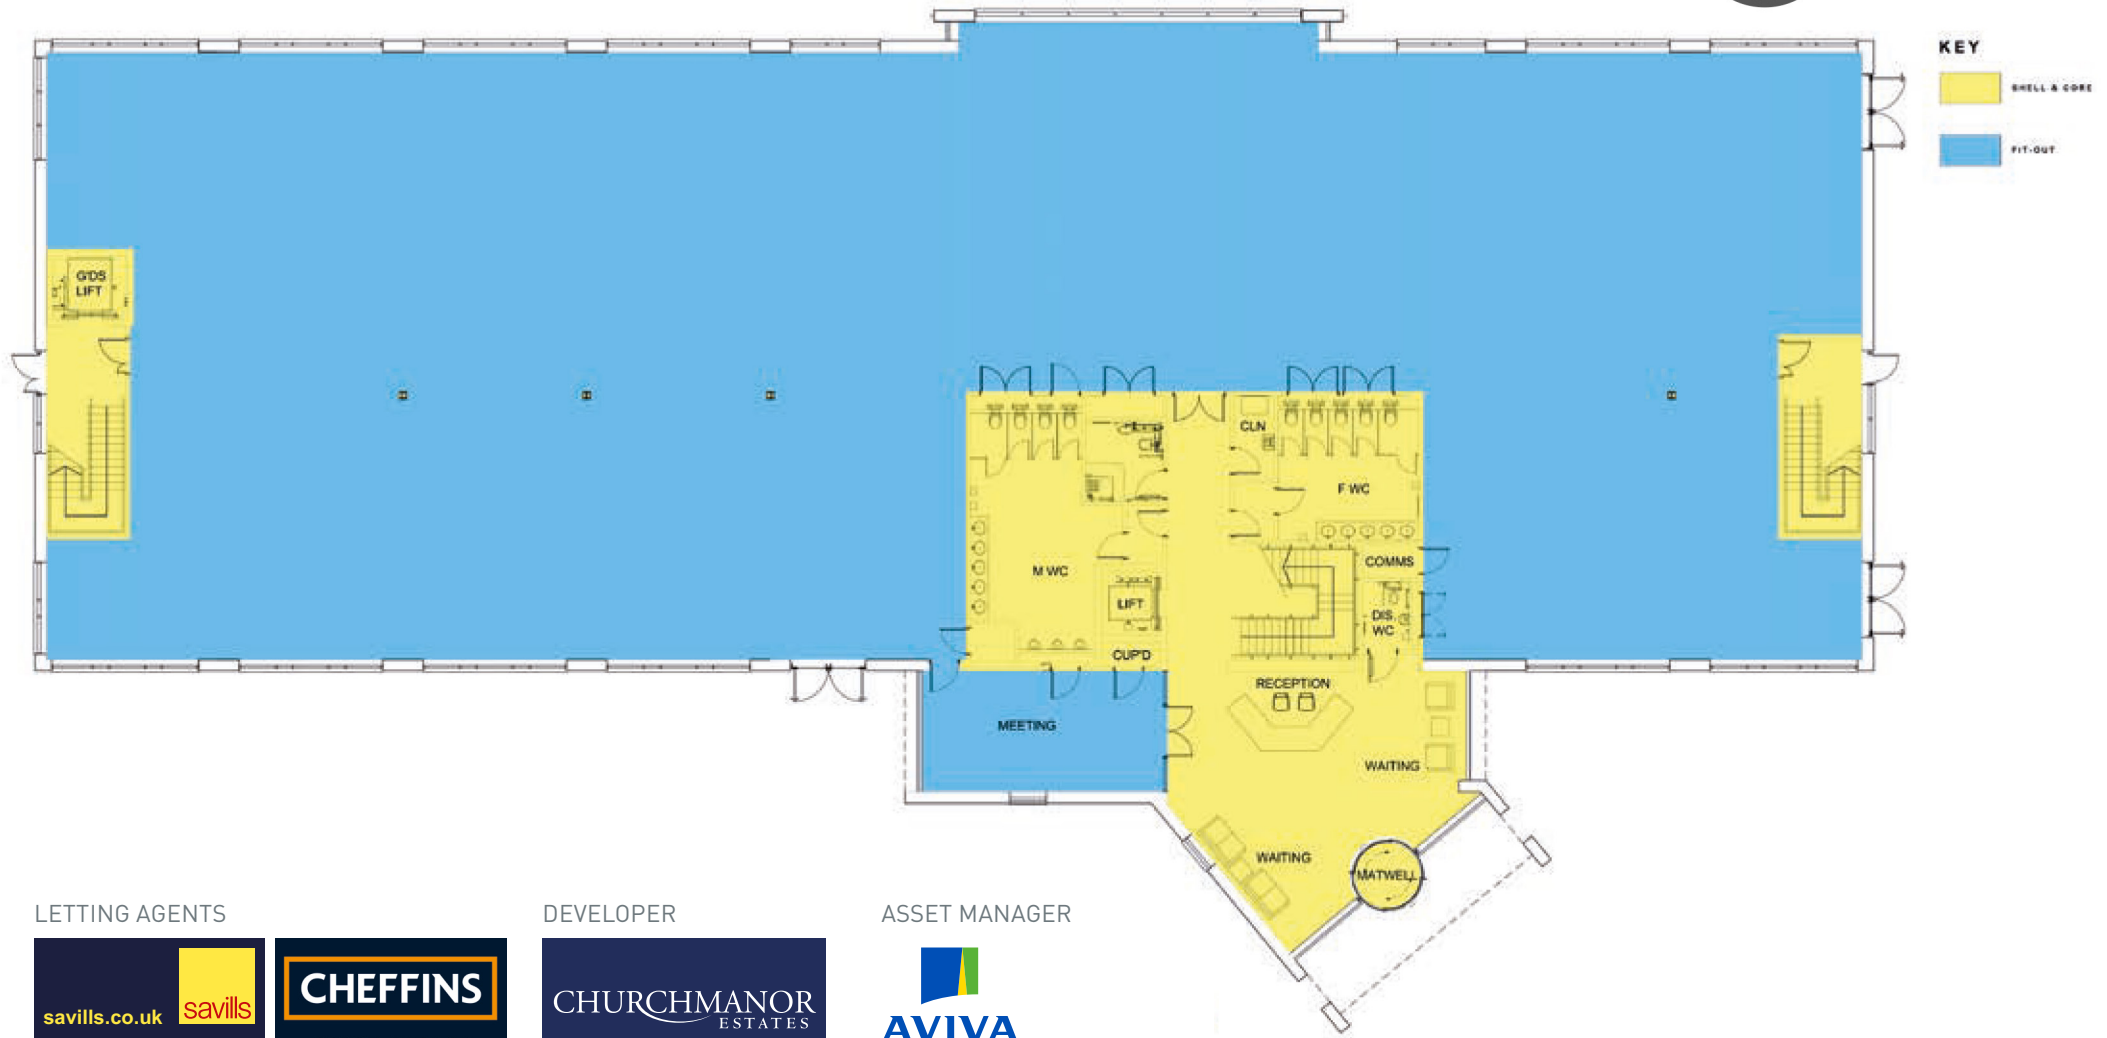 KEY
SHELL & CORE
FIT-OUT
G'DS
LIFT
CLN
F WC
M WC
COMMS
LIFT
DIS.
WC
CUP'D
RECEPTION
MEETING
WAITING
WAITING
MATWELL
LETTING AGENTS
DEVELOPER
ASSET MANAGER
savills.co.uk
savills
CHEFFINS
CHURCHMANOR
ESTATES
AVIVA